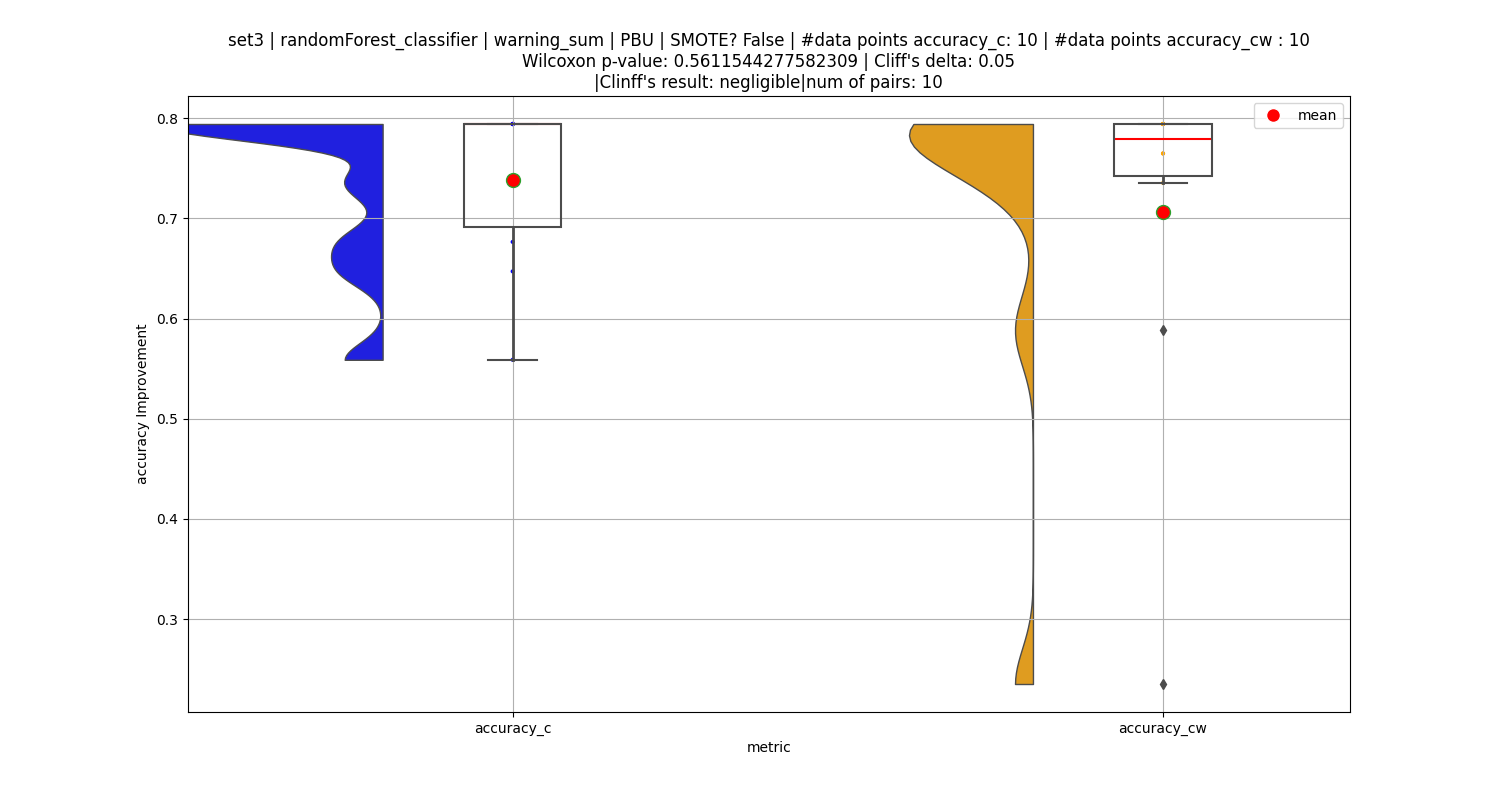 set3 | randomForest_classifier | warning_sum | PBU | SMOTE? False | #data points accuracy_c: 10 | #data points accuracy_cw : 10
Wilcoxon p-value: 0.5611544277582309 | Cliff's delta: 0.05
|Clinff's result: negligible|num of pairs: 10
mean
0.8
0.7
0.6
0.5
0.4
0.3
accuracy Improvement
accuracy_c
accuracy_cw
metric